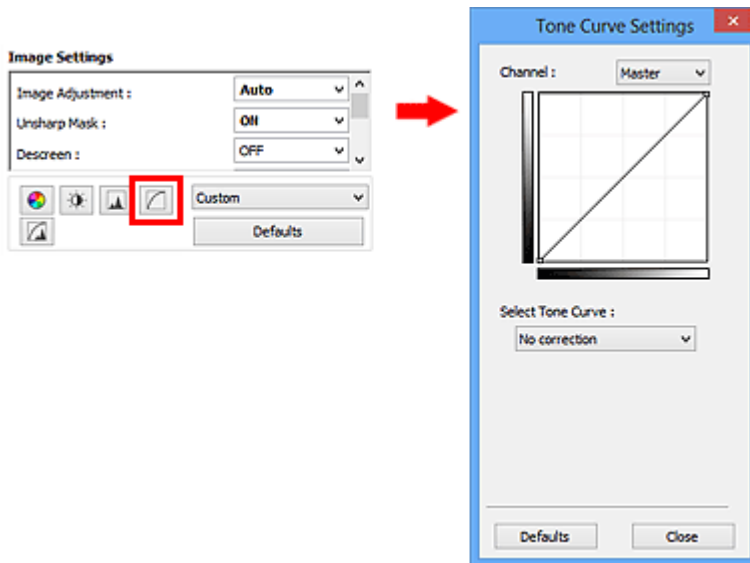 Image Settings
Image Adjustment : Auto
Unsharp Mask : ON
Descreen : OFF
Custom
Defaults
Tone Curve Settings
Channel : Master
Select Tone Curve :
No correction
Defaults Close